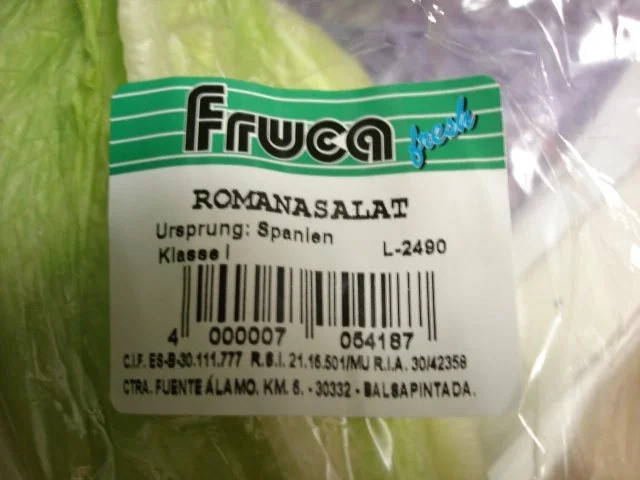 Fruca fresh
ROMANASALAT
Ursprung: Spanien
Klasse I L-2490
4 000007 054187
C.I.F. ES-B-30.111.777 R.S.I. 21.16.501/MU R.I.A. 30/42358
CTRA. FUENTE ÁLAMO. KM. 6. - 30332 - BALSAPINTADA.